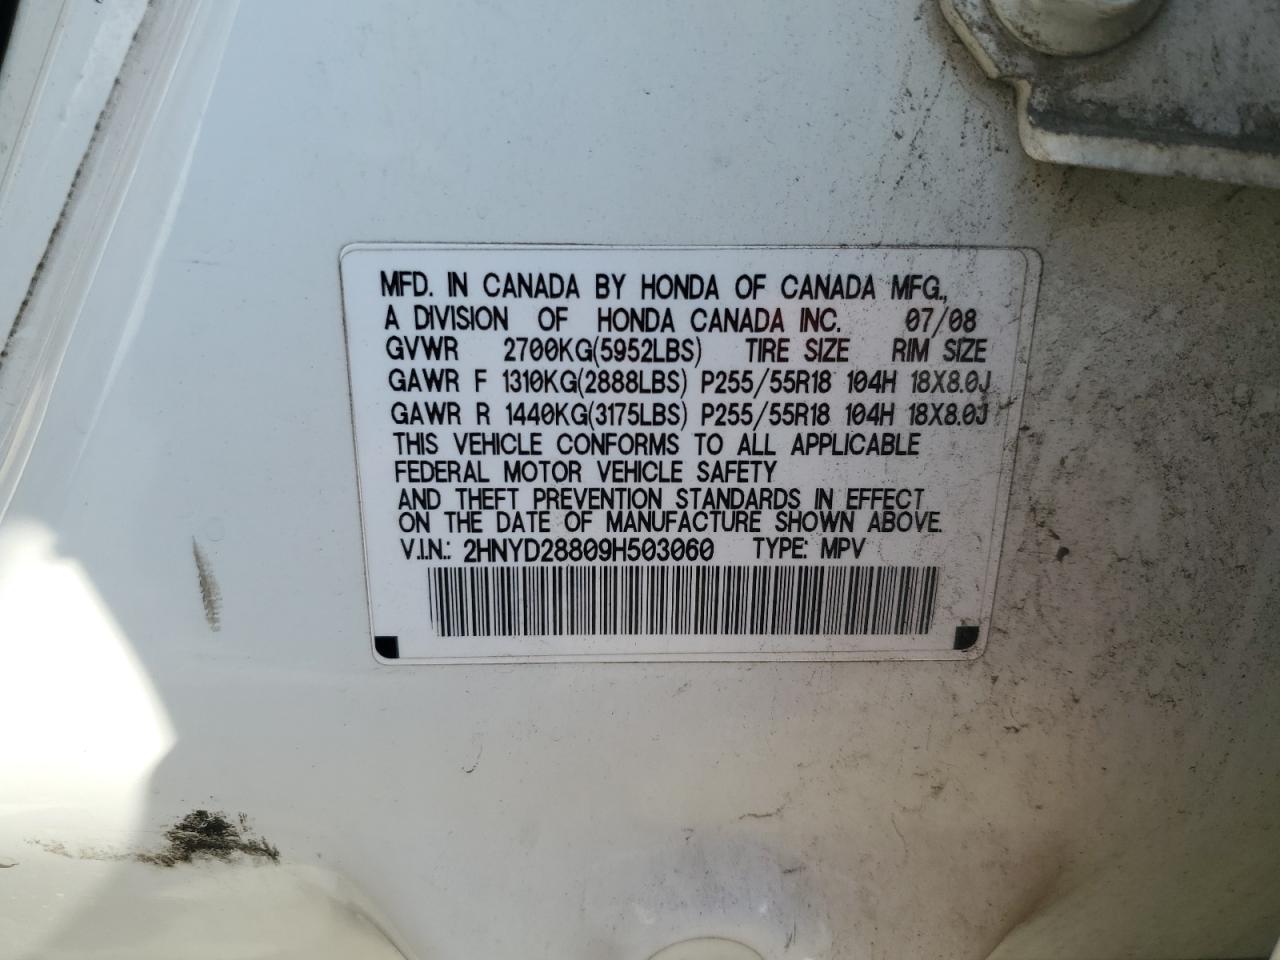 MFD. IN CANADA BY HONDA OF CANADA MFG.,
A DIVISION OF HONDA CANADA INC. 07/08
GVWR 2700KG(5952LBS) TIRE SIZE RIM SIZE
GAWR F 1310KG(2888LBS) P255/55R18 104H 18X8.0J
GAWR R 1440KG(3175LBS) P255/55R18 104H 18X8.0J
THIS VEHICLE CONFORMS TO ALL APPLICABLE
FEDERAL MOTOR VEHICLE SAFETY
AND THEFT PREVENTION STANDARDS IN EFFECT
ON THE DATE OF MANUFACTURE SHOWN ABOVE.
V.I.N.: 2HNYD28809H503060 TYPE: MPV